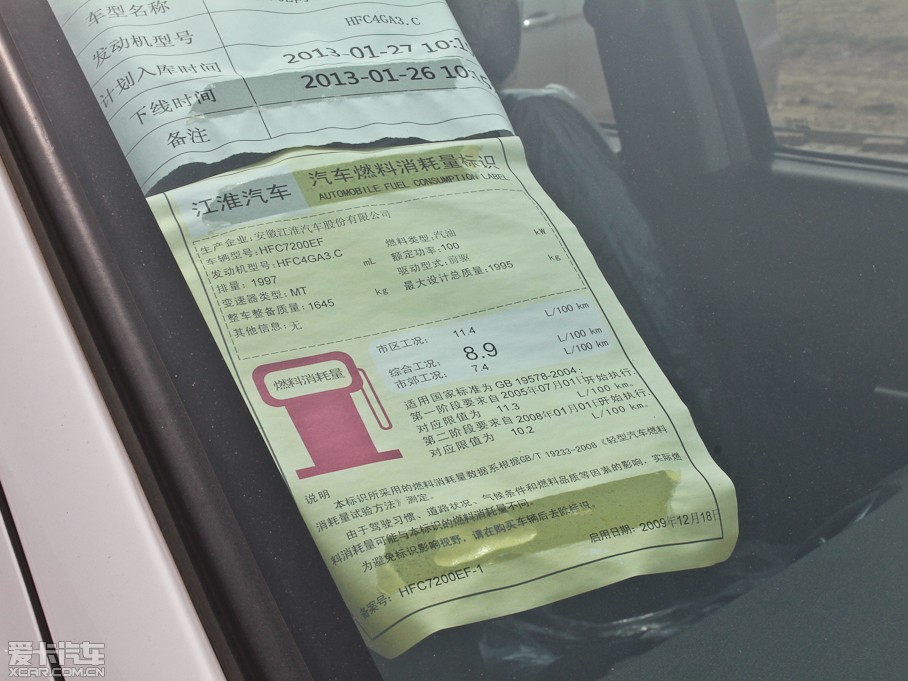 车型名称
发动机型号 HFC4GA3.C
计划入库时间 2013-01-27 10:1
下线时间 2013-01-26 10:
备注
江淮汽车 汽车燃料消耗量标识
AUTOMOBILE FUEL CONSUMPTION LABEL
生产企业:安徽江淮汽车股份有限公司
车辆型号:HFC7200EF 燃料类型:汽油
发动机型号:HFC4GA3.C 额定功率:100 kW
排量: 1997 mL 驱动型式:前驱
变速器类型: MT 最大设计总质量:1995 kg
整车整备质量: 1645 kg
其他信息: 无
燃料消耗量
市区工况: 11.4 L/100 km
综合工况: 8.9 L/100 km
市郊工况: 7.4 L/100 km
适用国家标准为 GB 19578-2004;
第一阶段要来自 2005年07月01日开始执行,
对应限值为 11.3 L/100 km.
第二阶段要来自 2008年01月01日开始执行,
对应限值为 10.2 L/100 km.
说明
本标识所采用的燃料消耗量数据系根据GB/T 19233-2008《轻型汽车燃料
消耗量试验方法》测定。
由于驾驶习惯、道路状况、气候条件和燃料品质等因素的影响,实际燃
料消耗量可能与本标识的燃料消耗量不同。
为避免标识影响视野,请在购买车辆后去除标识。
备案号: HFC7200EF-1 启用日期: 2009年12月18日
爱卡汽车
XCAR.COM.CN